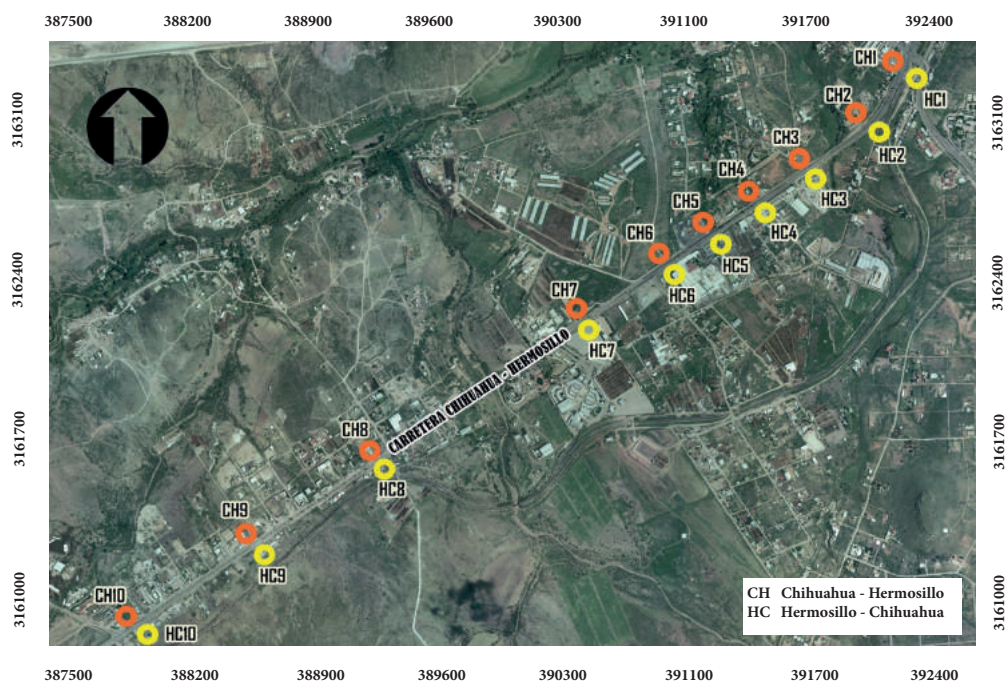 387500 388200 388900 389600 390300 391100 391700 392400
CH1
HC1
3163100
3163100
CH2
HC2
CH3
HC3
CH4
HC4
CH5
HC5
CH6
HC6
3162400
3162400
CH7
HC7
CARRETERA CHIHUAHUA - HERMOSILLO
3161700
3161700
CH8
HC8
CH9
HC9
3161000
3161000
CH Chihuahua - Hermosillo
HC Hermosillo - Chihuahua
CH10
HC10
387500 388200 388900 389600 390300 391100 391700 392400